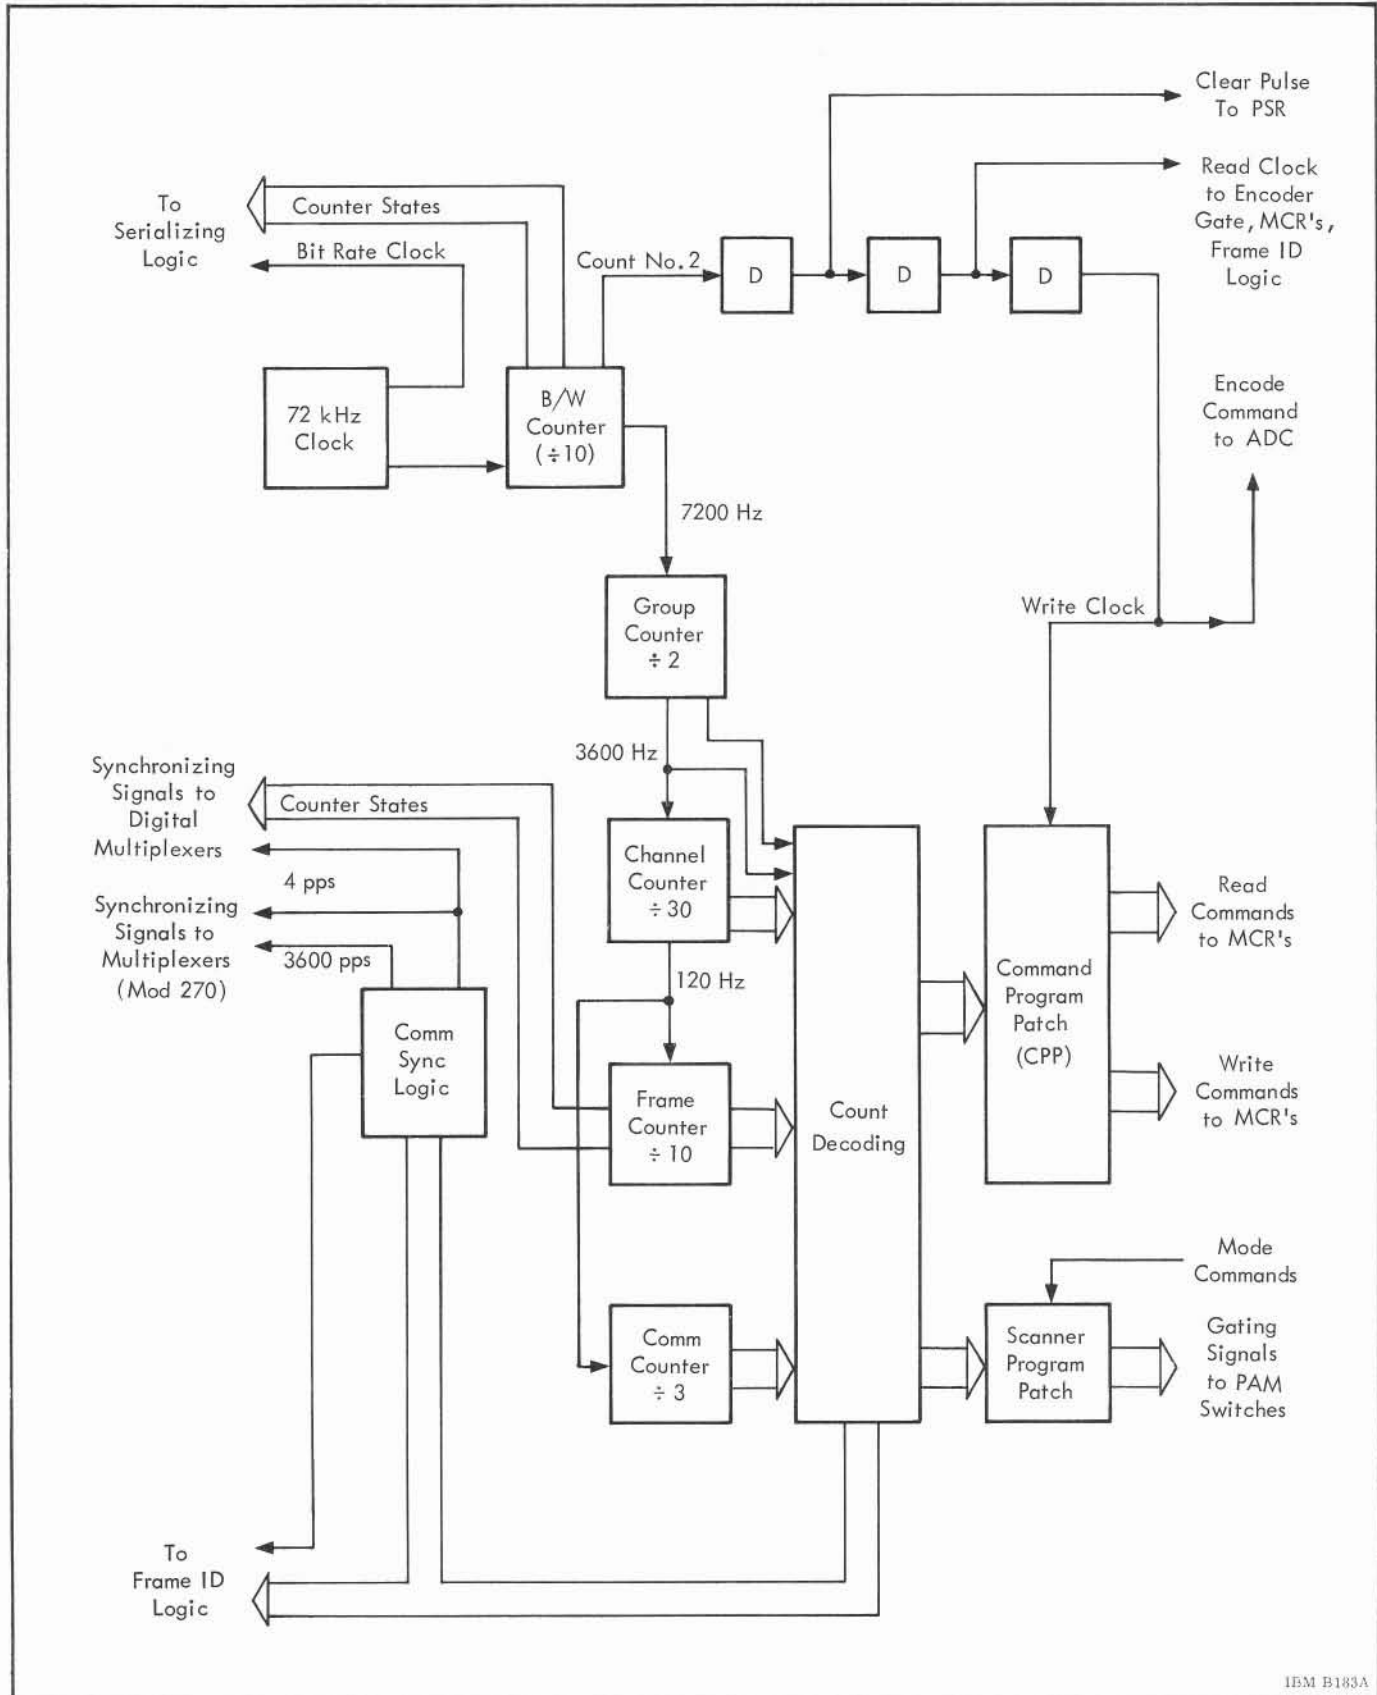 Clear Pulse
To PSR
Read Clock
to Encoder
Gate, MCR's,
Frame ID
Logic
To
Serializing
Logic
Counter States
Bit Rate Clock
Count No. 2
D
D
D
72 kHz
Clock
B/W
Counter
(÷10)
Encode
Command
to ADC
7200 Hz
Group
Counter
÷ 2
Write Clock
3600 Hz
Synchronizing
Signals to
Digital
Multiplexers
Counter States
4 pps
Synchronizing
Signals to
Multiplexers
(Mod 270)
3600 pps
Channel
Counter
÷ 30
120 Hz
Comm
Sync
Logic
Frame
Counter
÷ 10
Count
Decoding
Command
Program
Patch
(CPP)
Read
Commands
to MCR's
Write
Commands
to MCR's
Mode
Commands
Comm
Counter
÷ 3
Scanner
Program
Patch
Gating
Signals
to PAM
Switches
To
Frame ID
Logic
IBM B183A